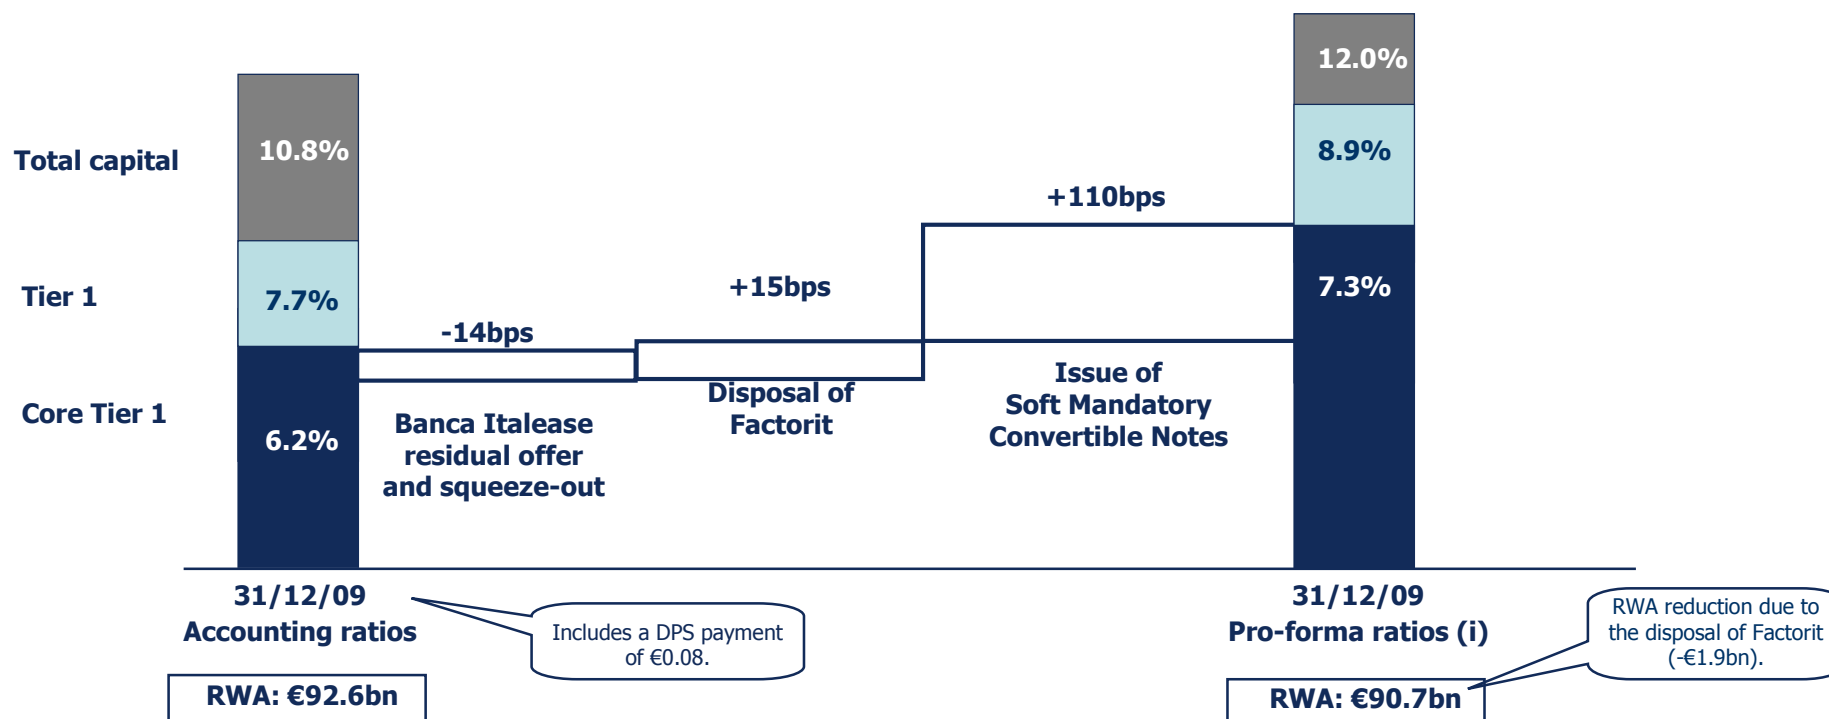 12.0%
10.8%
8.9%
Total capital
+110bps
+15bps
7.3%
Tier 1
7.7%
-14bps
Issue of
Soft Mandatory
Convertible Notes
Disposal of
Factorit
Core Tier 1
6.2%
Banca Italease
residual offer
and squeeze-out
31/12/09
Accounting ratios
Includes a DPS payment
of €0.08.
RWA: €92.6bn
31/12/09
Pro-forma ratios (i)
RWA reduction due to
the disposal of Factorit
(-€1.9bn).
RWA: €90.7bn